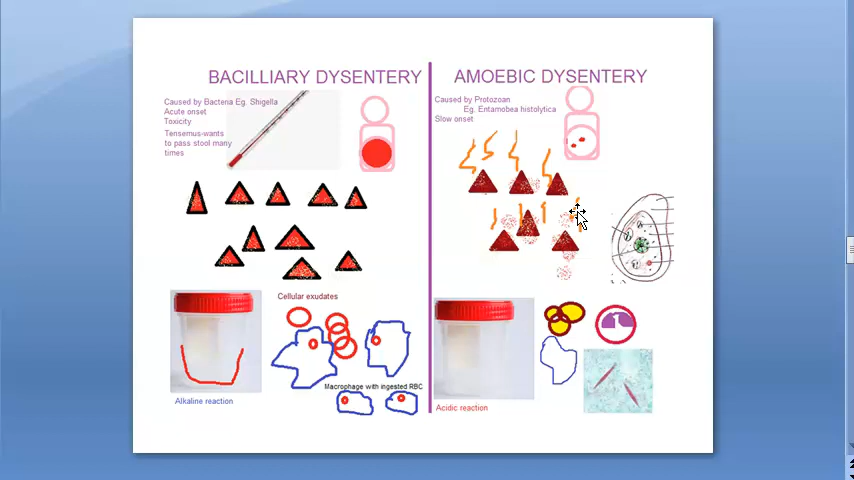 BACILLIARY DYSENTERY
Caused by Bacteria Eg. Shigella
Acute onset
Toxicity
Tensemus-wants
to pass stool many
times
Cellular exudates
Macrophage with ingested RBC
Alkaline reaction
AMOEBIC DYSENTERY
Caused by Protozoan
Eg. Entamobea histolytica
Slow onset
Acidic reaction